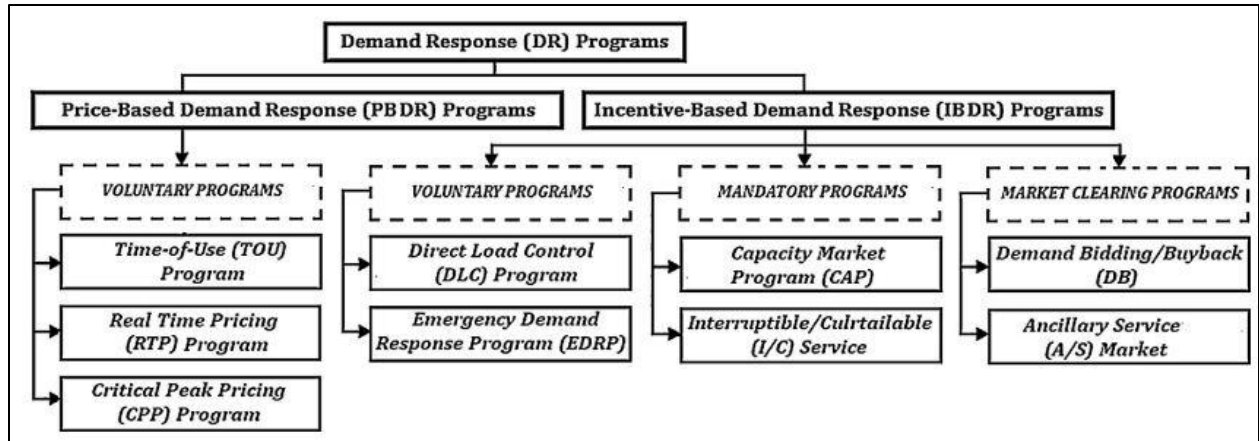 Demand Response (DR) Programs
Price-Based Demand Response (PBDR) Programs
Incentive-Based Demand Response (IBDR) Programs
VOLUNTARY PROGRAMS
Time-of-Use (TOU)
Program
Real Time Pricing
(RTP) Program
Critical Peak Pricing
(CPP) Program
VOLUNTARY PROGRAMS
Direct Load Control
(DLC) Program
Emergency Demand
Response Program (EDRP)
MANDATORY PROGRAMS
Capacity Market
Program (CAP)
Interruptible/Culrtailable
(I/C) Service
MARKET CLEARING PROGRAMS
Demand Bidding/Buyback
(DB)
Ancillary Service
(A/S) Market